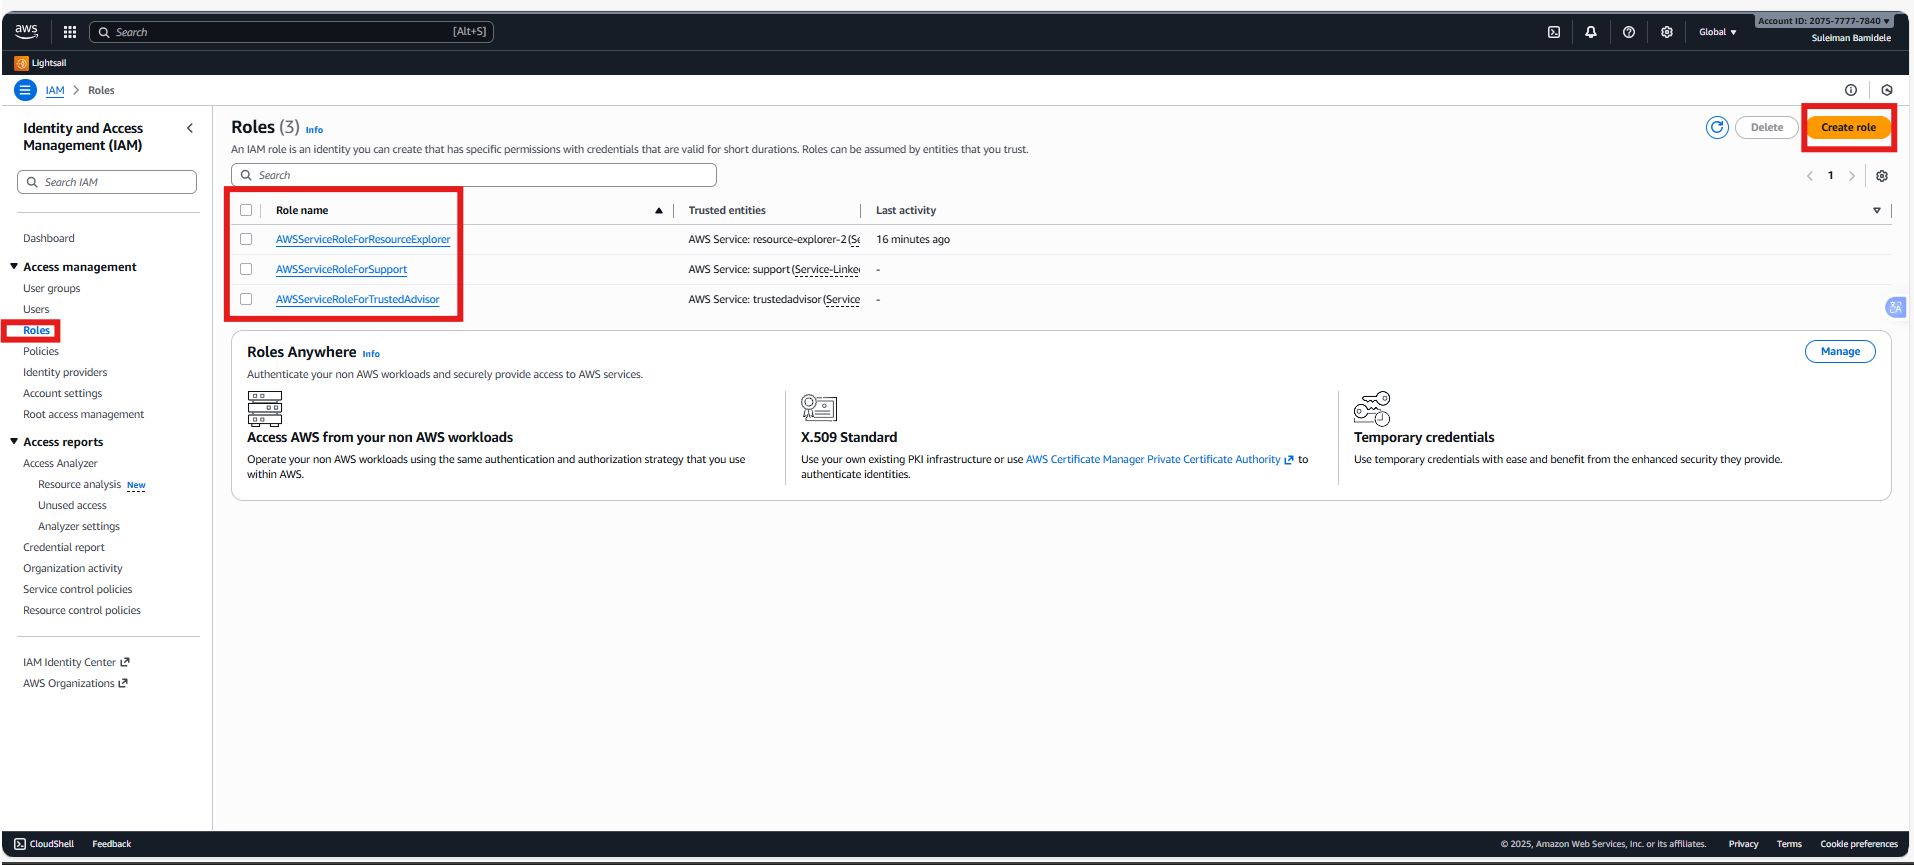 aws
Search [Alt+S]
Global
Account ID: 2075-7777-7840
Suleiman Bamidele
Lightsail
IAM > Roles
Identity and Access
Management (IAM)
Search IAM
Dashboard
Access management
User groups
Users
Roles
Policies
Identity providers
Account settings
Root access management
Access reports
Access Analyzer
Resource analysis New
Unused access
Analyzer settings
Credential report
Organization activity
Service control policies
Resource control policies
IAM Identity Center
AWS Organizations
Roles (3) Info
Delete
Create role
An IAM role is an identity you can create that has specific permissions with credentials that are valid for short durations. Roles can be assumed by entities that you trust.
Search
1
Role name Trusted entities Last activity
AWSServiceRoleForResourceExplorer AWS Service: resource-explorer-2 (Se 16 minutes ago
AWSServiceRoleForSupport AWS Service: support (Service-Linke -
AWSServiceRoleForTrustedAdvisor AWS Service: trustedadvisor (Service -
Roles Anywhere Info
Manage
Authenticate your non AWS workloads and securely provide access to AWS services.
Access AWS from your non AWS workloads
Operate your non AWS workloads using the same authentication and authorization strategy that you use
within AWS.
X.509 Standard
Use your own existing PKI infrastructure or use AWS Certificate Manager Private Certificate Authority to
authenticate identities.
Temporary credentials
Use temporary credentials with ease and benefit from the enhanced security they provide.
CloudShell Feedback
© 2025, Amazon Web Services, Inc. or its affiliates. Privacy Terms Cookie preferences